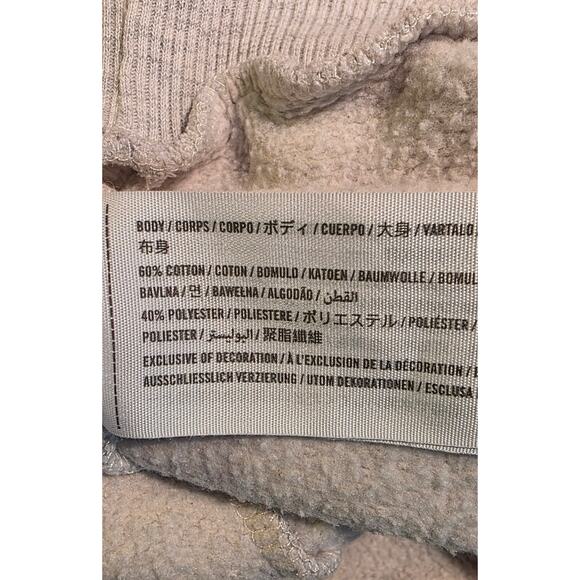 BODY / CORPS / CORPO / ボディ / CUERPO / 大身 / VARTALO /
布身
60% COTTON / COTON / BOMULD / KATOEN / BAUMWOLLE / BOMUL
BAVLNA / 면 / BAWEŁNA / ALGODÃO / القطن
40% POLYESTER / POLIESTERE / ポリエステル / POLIÉSTER /
POLIESTER / البوليستر / 聚脂纖維
EXCLUSIVE OF DECORATION / À L'EXCLUSION DE LA DÉCORATION /
AUSSCHLIESSLICH VERZIERUNG / UTOM DEKORATIONEN / ESCLUSA